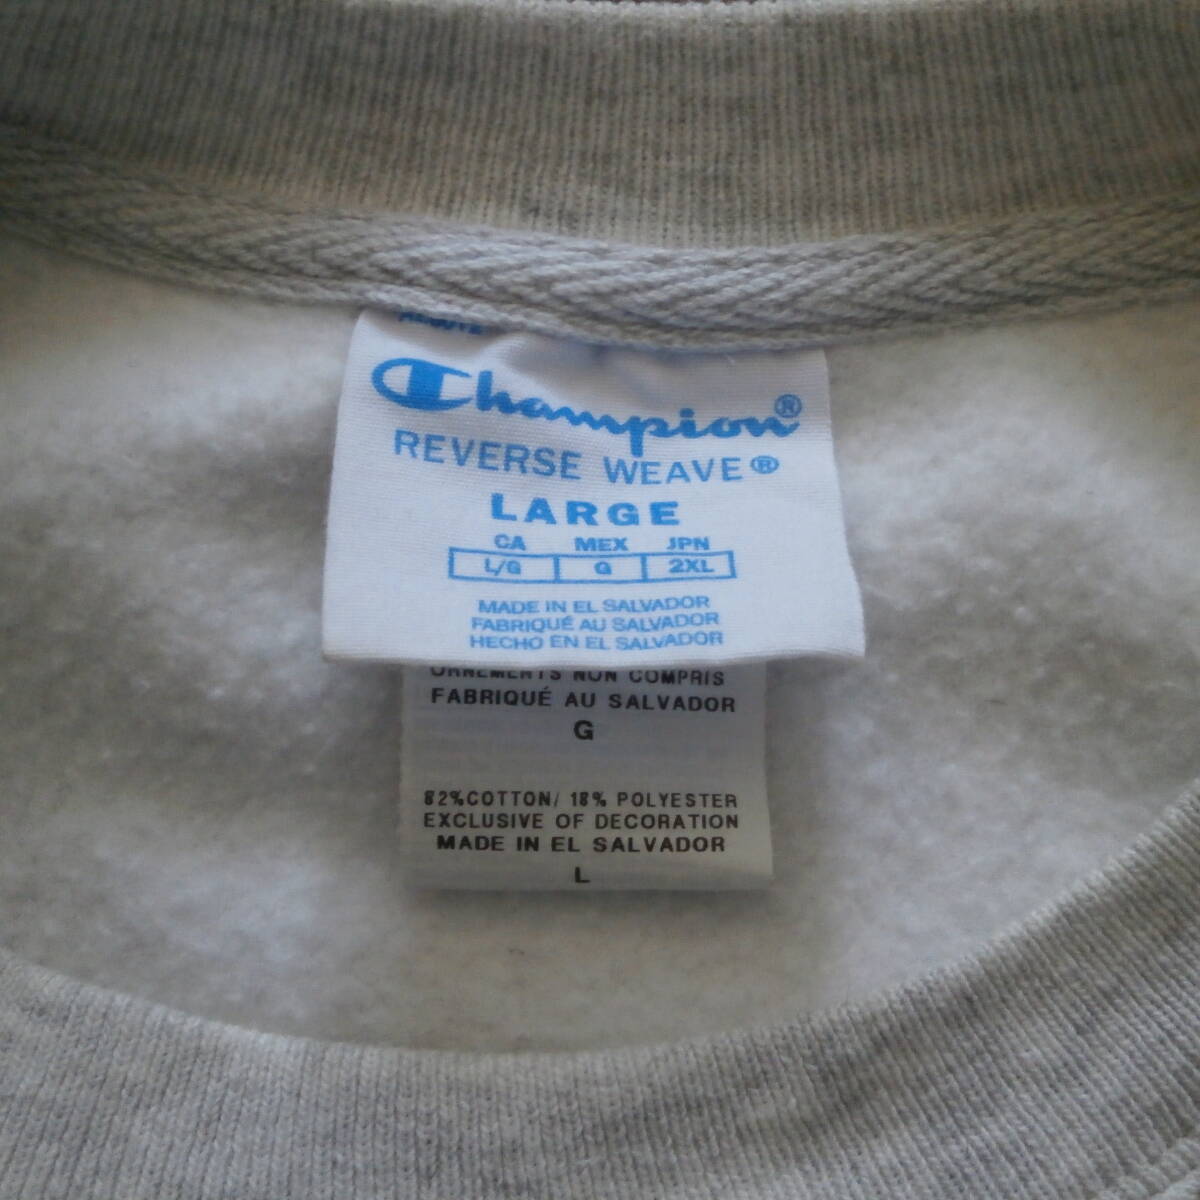 Champion®
REVERSE WEAVE®
LARGE
CA MEX JPN
L/G G 2XL
MADE IN EL SALVADOR
FABRIQUÉ AU SALVADOR
HECHO EN EL SALVADOR
ORNEMENTS NON COMPRIS
FABRIQUÉ AU SALVADOR
G
82%COTTON/ 18% POLYESTER
EXCLUSIVE OF DECORATION
MADE IN EL SALVADOR
L